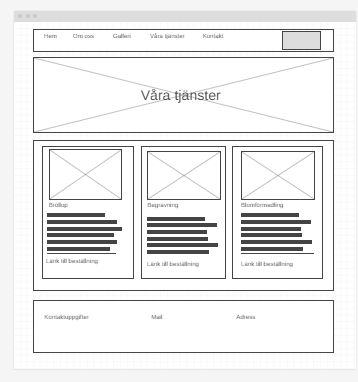 Hem Om oss Galleri Våra tjänster Kontakt
Våra tjänster
Bröllop Begravning Blomförmedling
Länk till beställning Länk till beställning Länk till beställning
Kontaktuppgifter Mail Adress